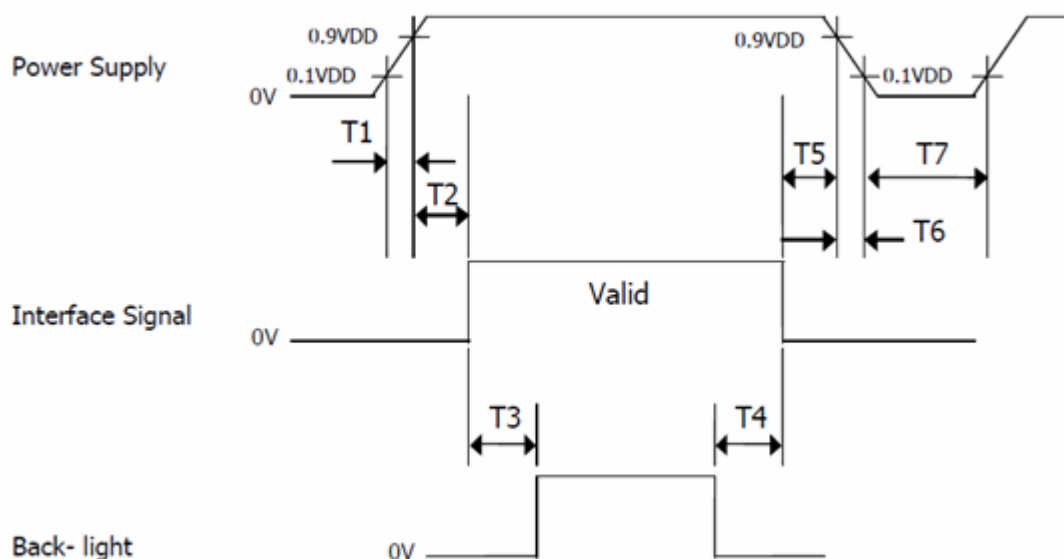 Power Supply
0.9VDD
0.1VDD
0V
0.9VDD
0.1VDD
T1
T2
T5
T7
T6
Interface Signal
0V
Valid
T3
T4
Back- light
0V